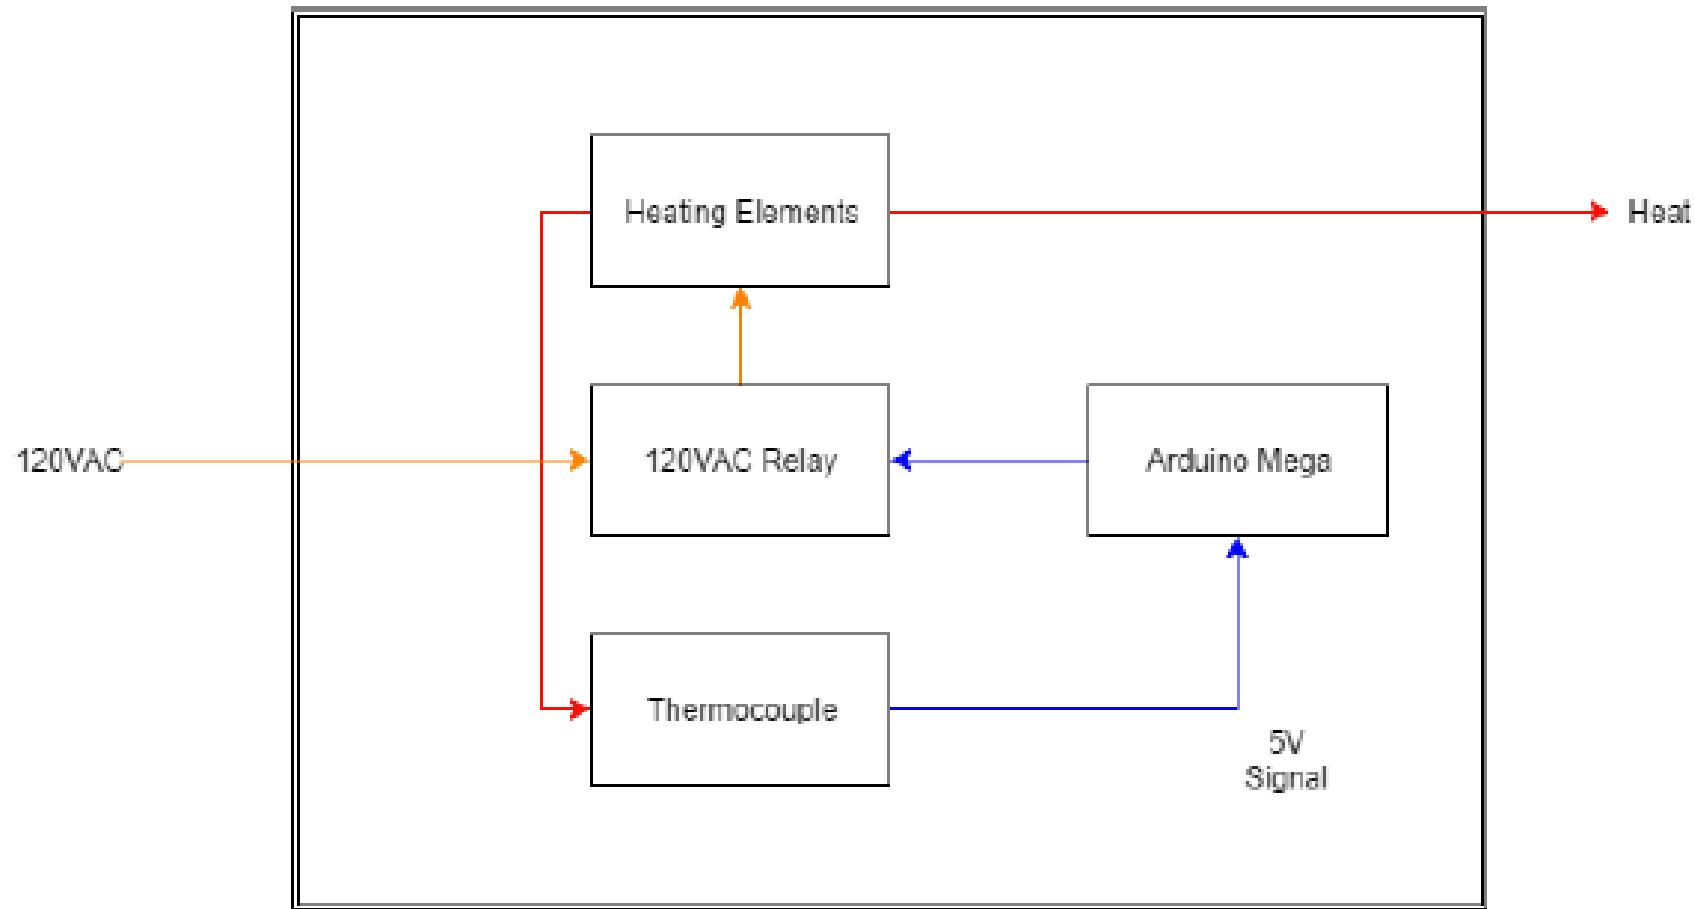 Heating Elements
Heat
120VAC
120VAC Relay
Arduino Mega
Thermocouple
5V
Signal